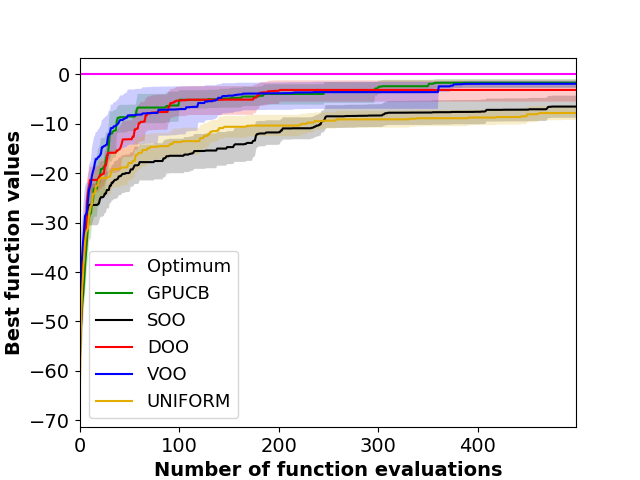 0
−10
−20
−30
−40
−50
−60
−70
Best function values
Optimum
GPUCB
SOO
DOO
VOO
UNIFORM
0 100 200 300 400
Number of function evaluations